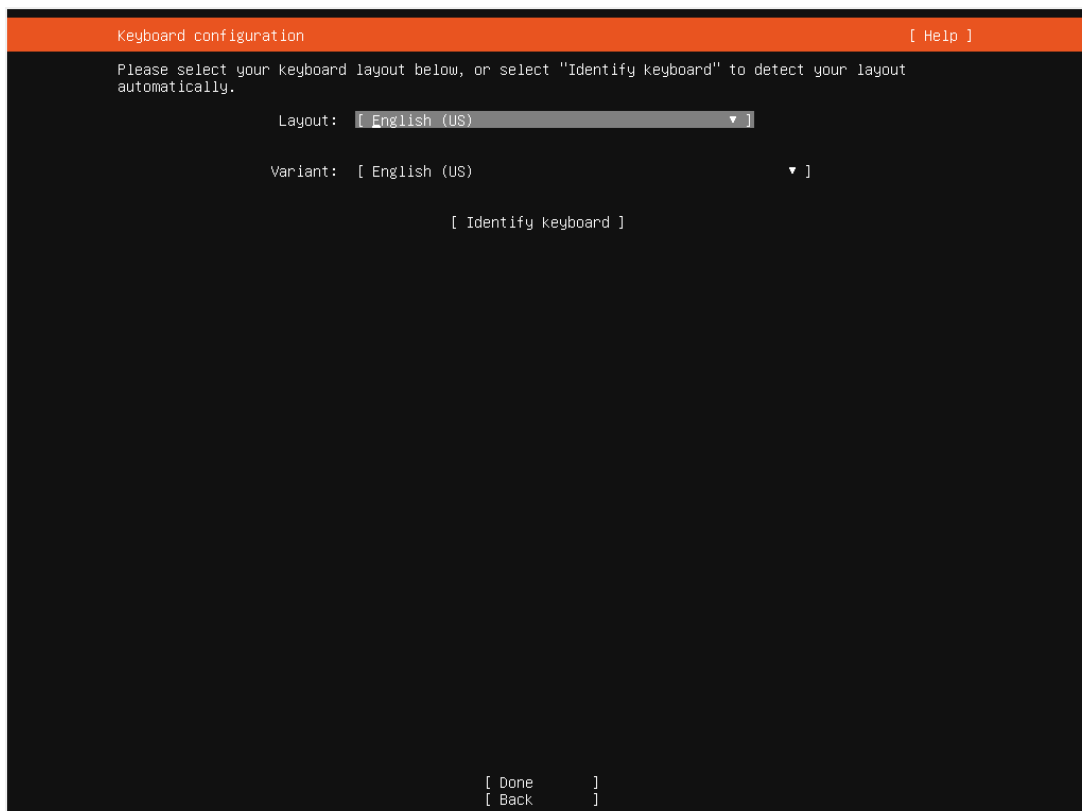 Keyboard configuration [ Help ]
Please select your keyboard layout below, or select "Identify keyboard" to detect your layout
automatically.
Layout: [ English (US) ▼ ]
Variant: [ English (US) ▼ ]
[ Identify keyboard ]
[ Done ]
[ Back ]